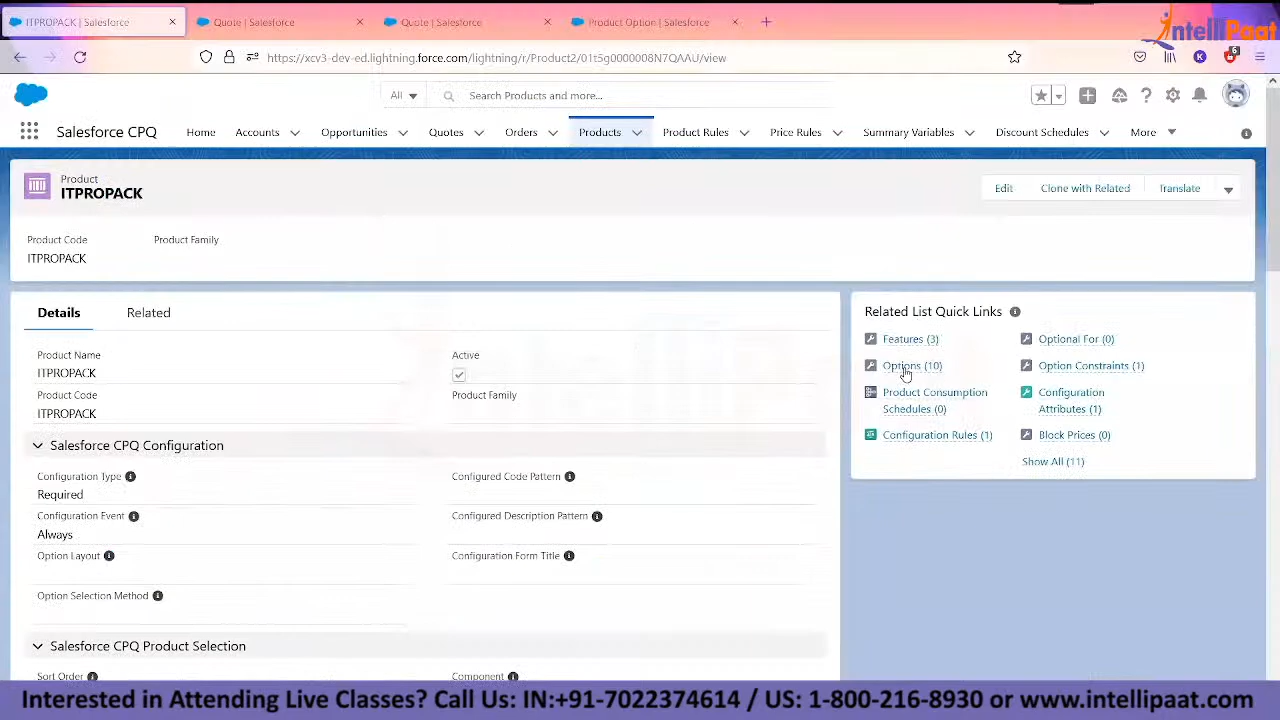 ITPROPACK | Salesforce
Quote | Salesforce
Quote | Salesforce
Product Option | Salesforce
IntelliPaat
https://xcv3-dev-ed.lightning.force.com/lightning/r/Product2/01t5g000008N7QAAU/view
6
All
Search Products and more...
Salesforce CPQ
Home
Accounts
Opportunities
Quotes
Orders
Products
Product Rules
Price Rules
Summary Variables
Discount Schedules
More
Product
ITPROPACK
Edit
Clone with Related
Translate
Product Code
Product Family
ITPROPACK
Details
Related
Product Name
Active
ITPROPACK
Product Code
Product Family
ITPROPACK
Salesforce CPQ Configuration
Configuration Type
Configured Code Pattern
Required
Configuration Event
Configured Description Pattern
Always
Option Layout
Configuration Form Title
Option Selection Method
Salesforce CPQ Product Selection
Sort Order
Component
Related List Quick Links
Features (3)
Optional For (0)
Options (10)
Option Constraints (1)
Product Consumption
Schedules (0)
Configuration
Attributes (1)
Configuration Rules (1)
Block Prices (0)
Show All (11)
Interested in Attending Live Classes? Call Us: IN:+91-7022374614 / US: 1-800-216-8930 or www.intellipaat.com